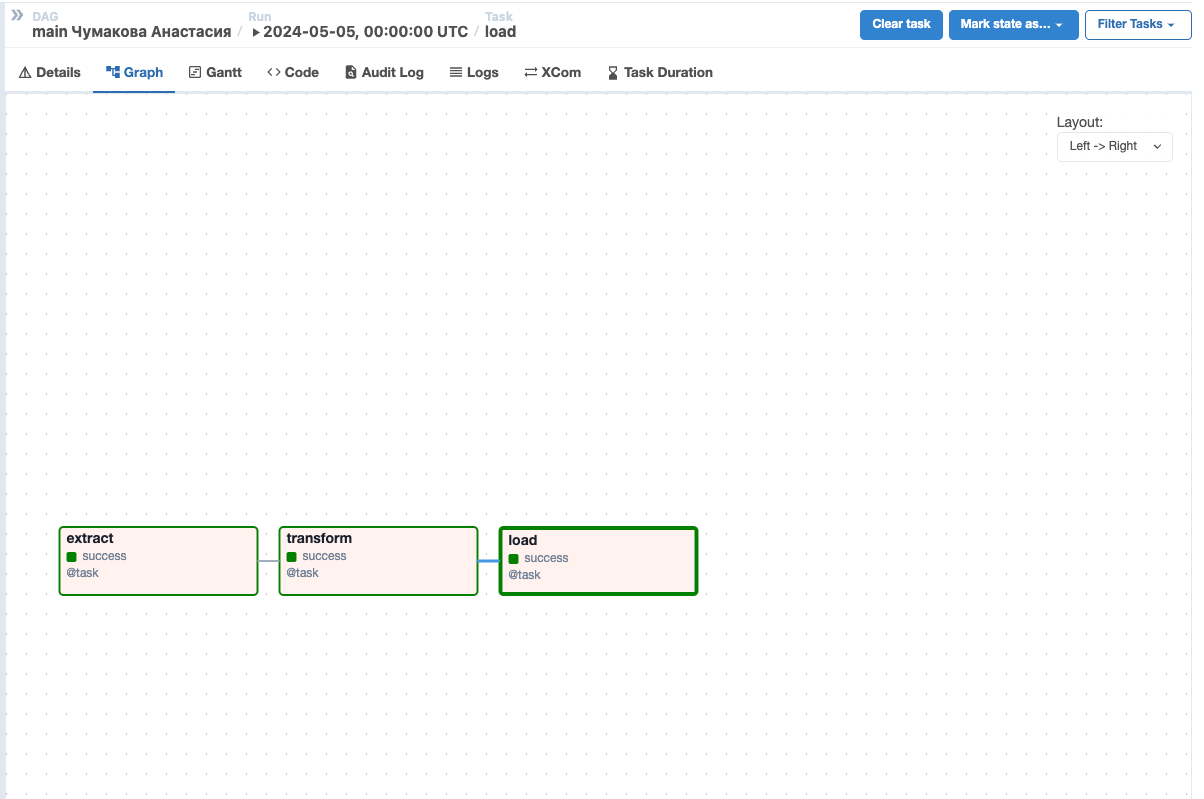 DAG
main Чумакова Анастасия / 
Run
2024-05-05, 00:00:00 UTC /
Task
load
Clear task
Mark state as...
Filter Tasks
Details
Graph
Gantt
Code
Audit Log
Logs
XCom
Task Duration
Layout:
Left -> Right
extract
success
@task
transform
success
@task
load
success
@task